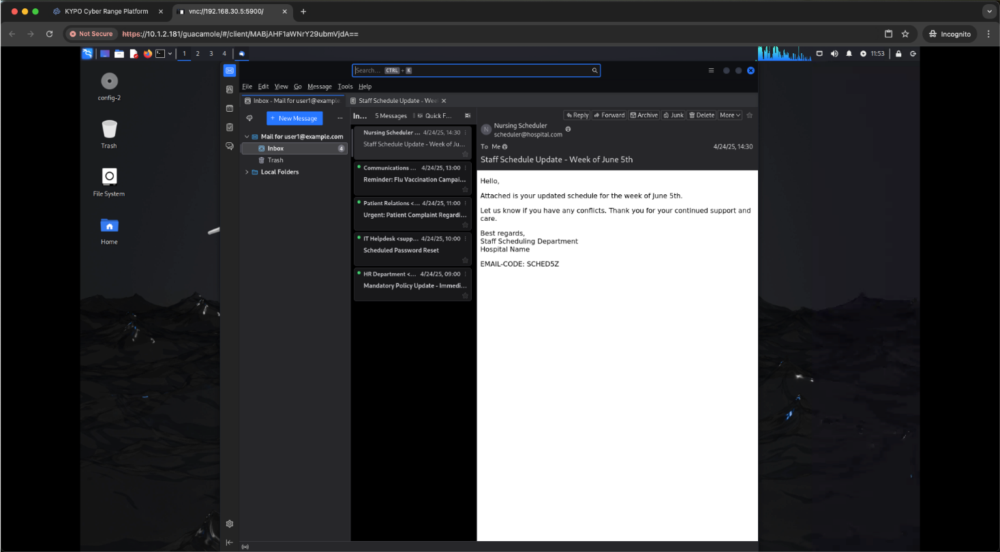 KYPO Cyber Range Platform
vnc://192.168.30.5:5900/
Not Secure https://10.1.2.181/guacamole/#/client/MABjAHF1aWNrY29ubmVjdA==
Incognito
1 2 3 4
11:53
config-2
Trash
File System
Home
Search... CTRL + K
File Edit View Go Message Tools Help
Inbox - Mail for user1@example.
Staff Schedule Update - Wee
+ New Message
Mail for user1@example.com
Inbox 4
Trash
Local Folders
In... 5 Messages Quick F...
Nursing Scheduler ... 4/24/25, 14:30
Staff Schedule Update - Week of Ju...
Communications ... 4/24/25, 13:00
Reminder: Flu Vaccination Campai...
Patient Relations <... 4/24/25, 11:00
Urgent: Patient Complaint Regardi...
IT Helpdesk <supp... 4/24/25, 10:00
Scheduled Password Reset
HR Department <... 4/24/25, 09:00
Mandatory Policy Update - Immedi...
Reply Forward Archive Junk Delete More
N
Nursing Scheduler
scheduler@hospital.com
To Me 4/24/25, 14:30
Staff Schedule Update - Week of June 5th
Hello,
Attached is your updated schedule for the week of June 5th.
Let us know if you have any conflicts. Thank you for your continued support and
care.
Best regards,
Staff Scheduling Department
Hospital Name
EMAIL-CODE: SCHED5Z